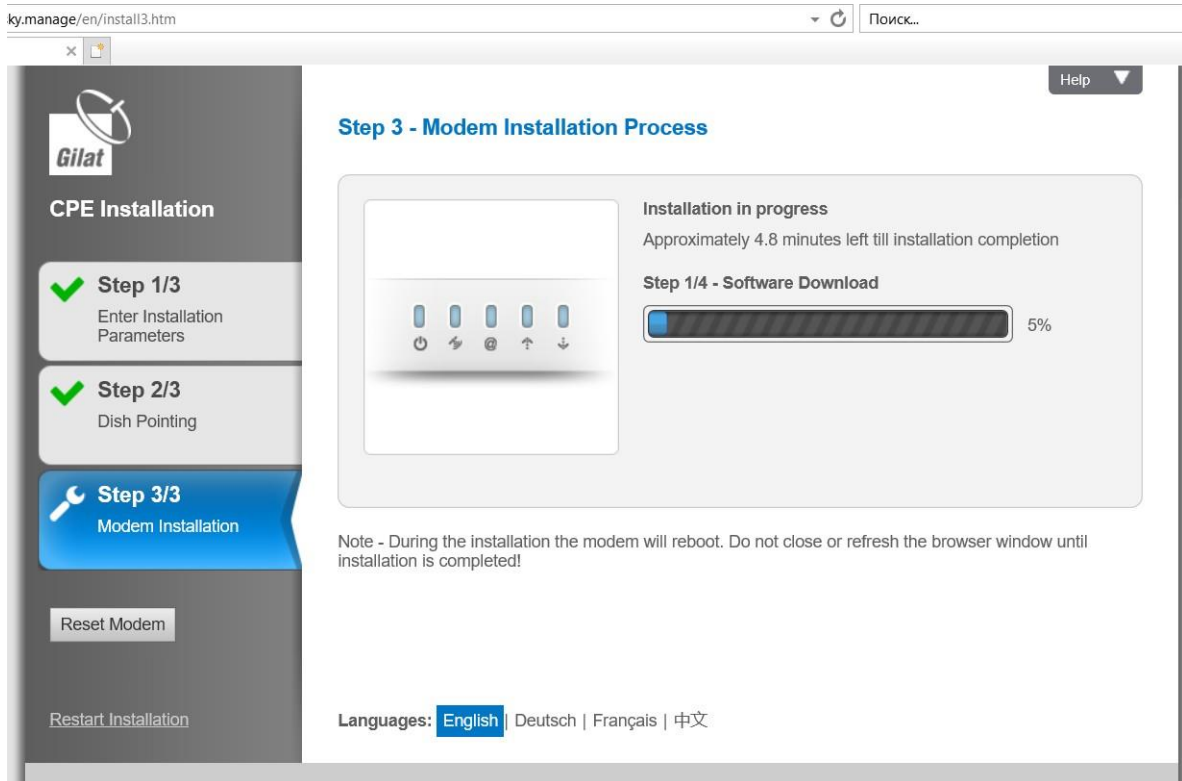 ky.manage/en/install3.htm
Поиск...
Help
Gilat
CPE Installation
Step 1/3
Enter Installation
Parameters
Step 2/3
Dish Pointing
Step 3/3
Modem Installation
Reset Modem
Restart Installation
Step 3 - Modem Installation Process
Installation in progress
Approximately 4.8 minutes left till installation completion
Step 1/4 - Software Download
5%
@
Note - During the installation the modem will reboot. Do not close or refresh the browser window until
installation is completed!
Languages: English | Deutsch | Français | 中文